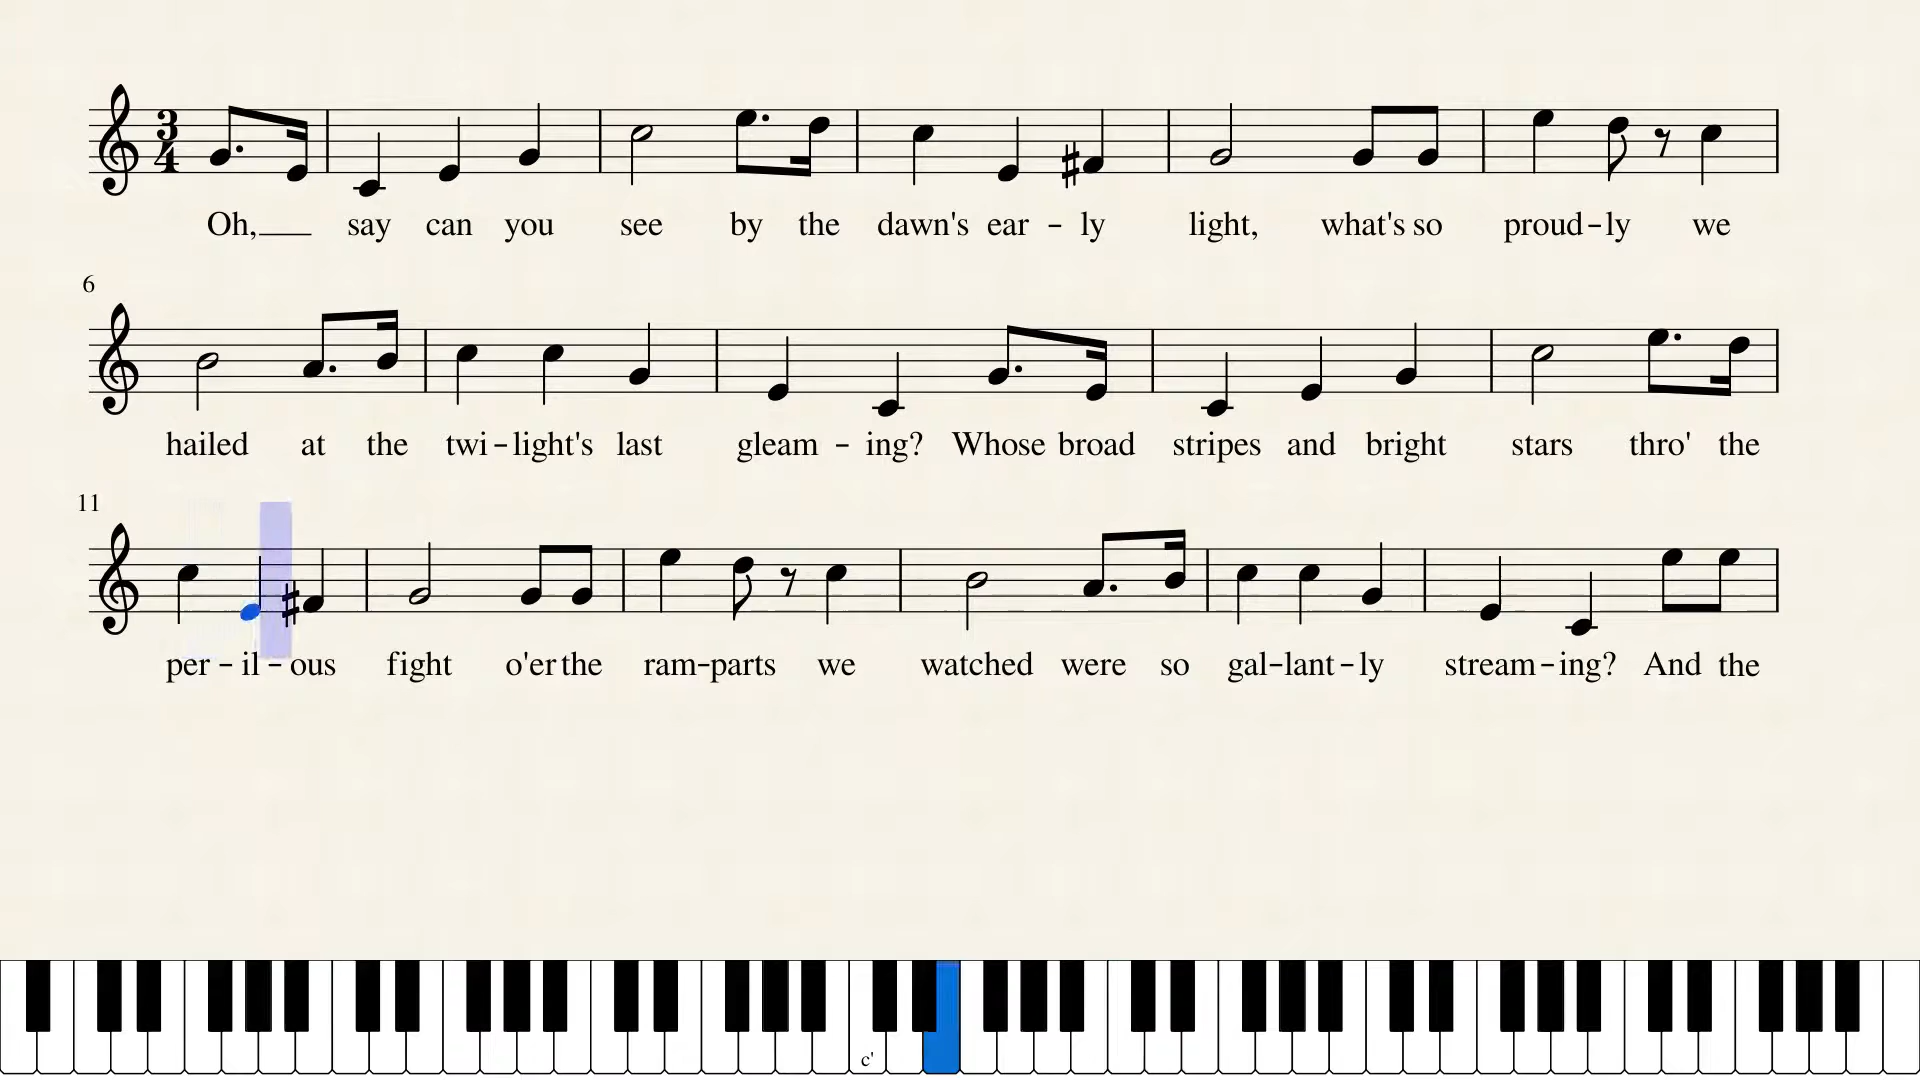 3
4
Oh, say can you see by the dawn's ear - ly light, what's so proud - ly we
6
hailed at the twi - light's last gleam - ing? Whose broad stripes and bright stars thro' the
11
per - il - ous fight o'er the ram - parts we watched were so gal - lant - ly stream - ing? And the
c'